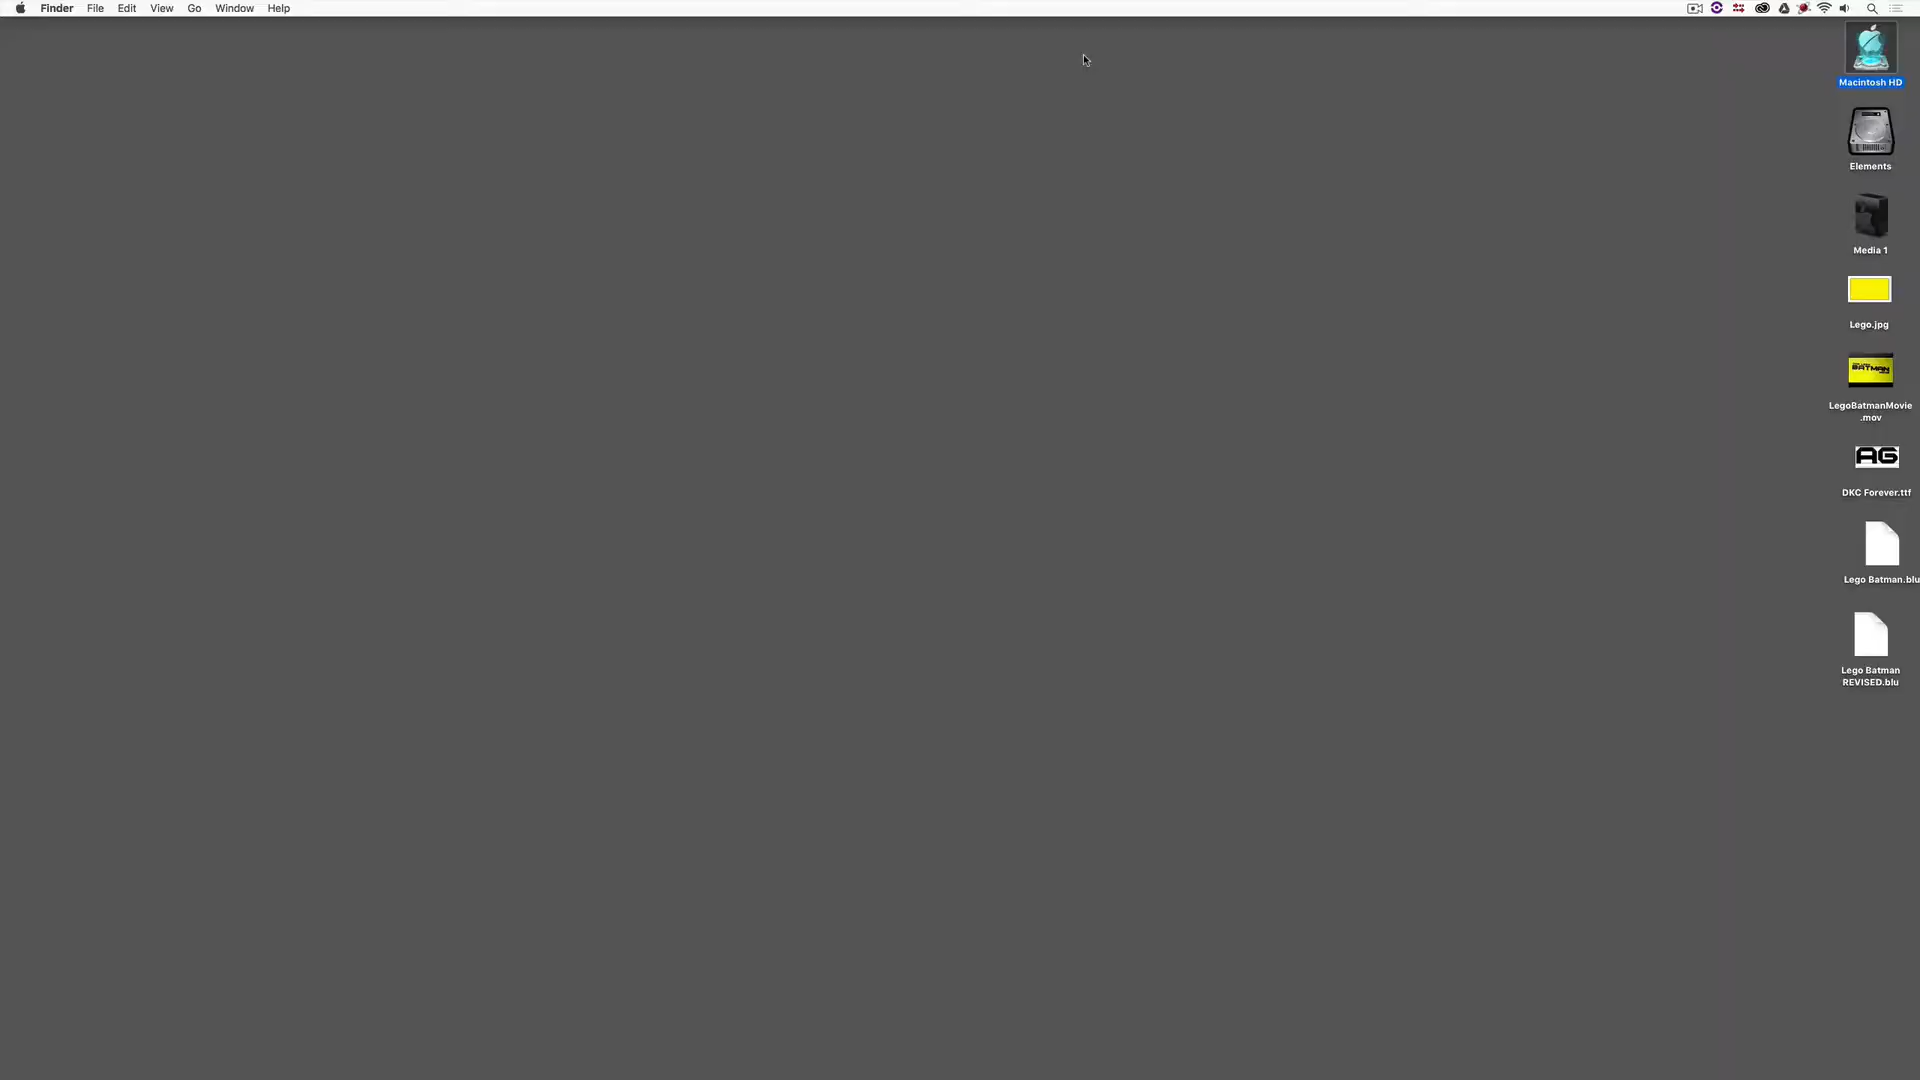 Finder File Edit View Go Window Help
Macintosh HD
Elements
Media 1
Lego.jpg
BATMAN
LegoBatmanMovie
.mov
AG
DKC Forever.ttf
Lego Batman.blu
Lego Batman
REVISED.blu